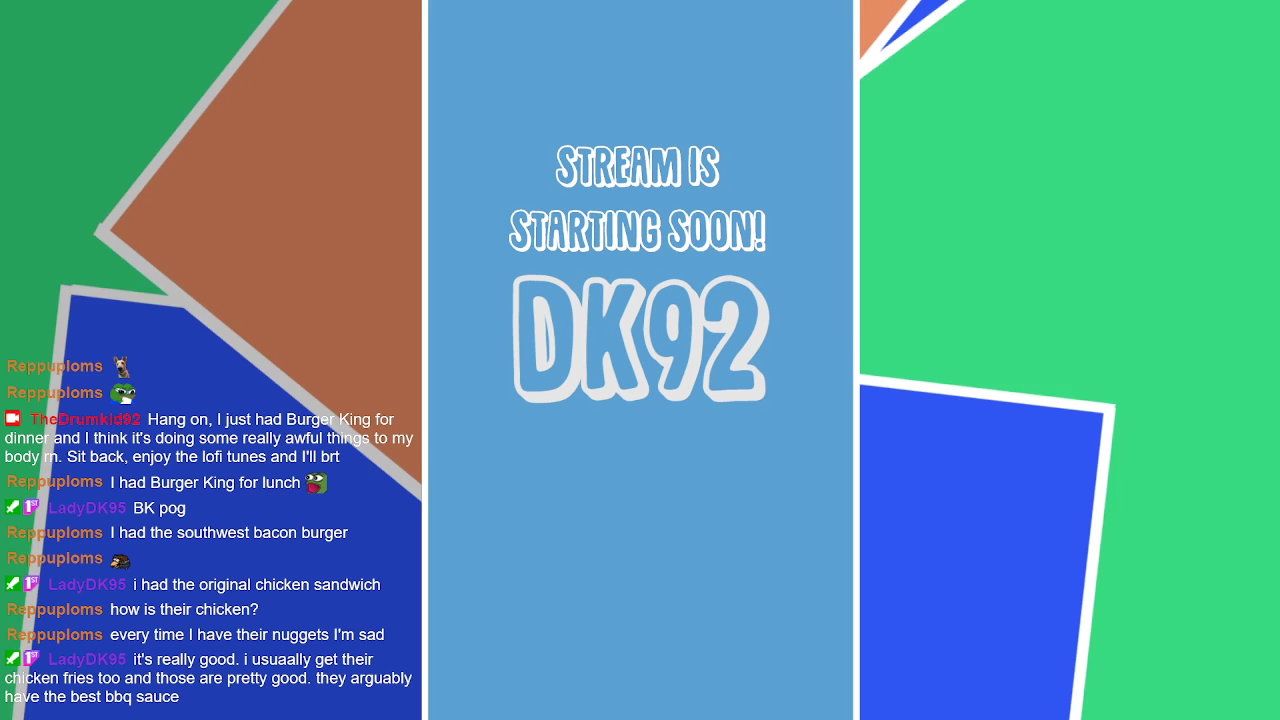 STREAM IS
STARTING SOON!
DK92
Reppuploms
Reppuploms
TheDrumkid92 Hang on, I just had Burger King for
dinner and I think it's doing some really awful things to my
body rn. Sit back, enjoy the lofi tunes and I'll brt
Reppuploms I had Burger King for lunch
1ST LadyDK95 BK pog
Reppuploms I had the southwest bacon burger
Reppuploms
1ST LadyDK95 i had the original chicken sandwich
Reppuploms how is their chicken?
Reppuploms every time I have their nuggets I'm sad
1ST LadyDK95 it's really good. i usuaally get their
chicken fries too and those are pretty good. they arguably
have the best bbq sauce